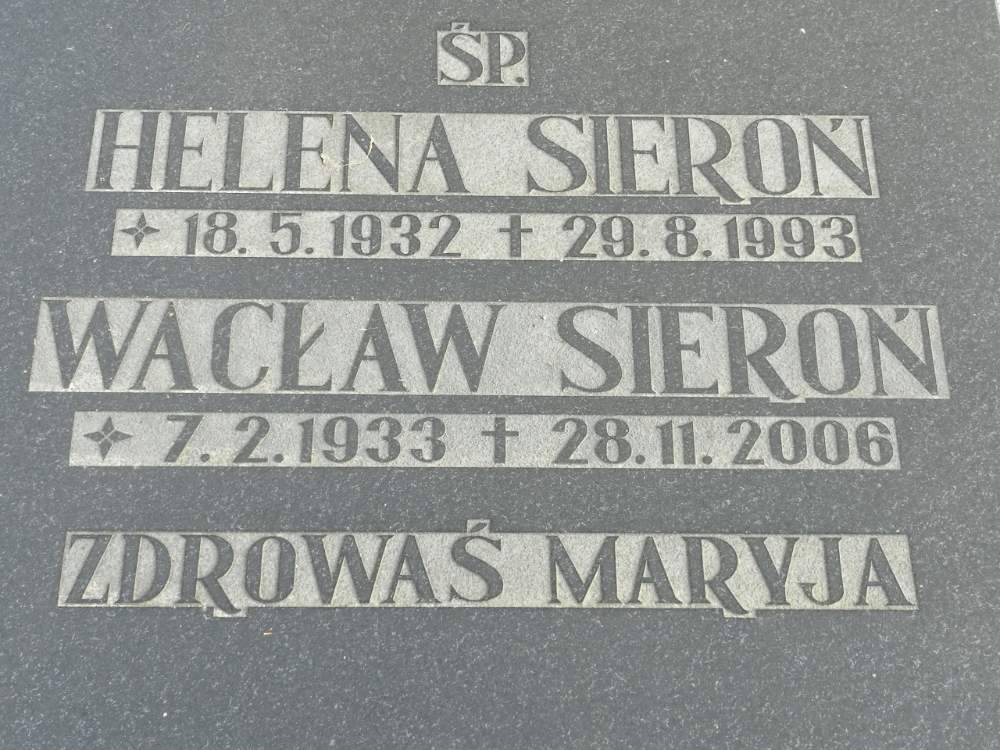 ŚP.
HELENA SIEROŃ
✦ 18.5.1932 ✝ 29.8.1993
WACŁAW SIEROŃ
✦ 7.2.1933 ✝ 28.11.2006
ZDROWAŚ MARYJA